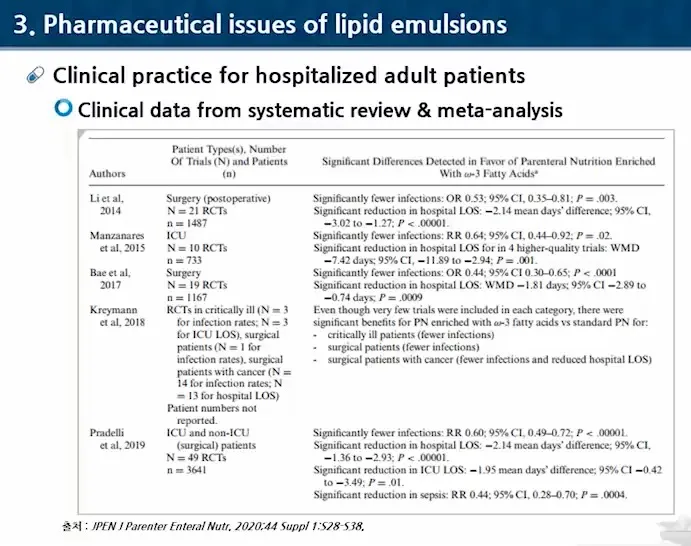 3. Pharmaceutical issues of lipid emulsions
Clinical practice for hospitalized adult patients
Clinical data from systematic review & meta-analysis
Authors
Patient Types(s), Number
Of Trials (N) and Patients
(n)
Significant Differences Detected in Favor of Parenteral Nutrition Enriched
With ω-3 Fatty Acidsᵃ
Li et al,
2014
Surgery (postoperative)
N = 21 RCTs
n = 1487
Significantly fewer infections: OR 0.53; 95% CI, 0.35–0.81; P = .003.
Significant reduction in hospital LOS: −2.14 mean days' difference; 95% CI,
−3.02 to −1.27; P < .00001.
Manzanares
et al, 2015
ICU
N = 10 RCTs
n = 733
Significantly fewer infections: RR 0.64; 95% CI, 0.44–0.92; P = .02.
Significant reduction in hospital LOS for in 4 higher-quality trials: WMD
−7.42 days; 95% CI, −11.89 to −2.94; P = .001.
Bae et al,
2017
Surgery
N = 19 RCTs
n = 1167
Significantly fewer infections: OR 0.44; 95% CI 0.30–0.65; P < .0001
Significant reduction in hospital LOS: WMD −1.81 days; 95% CI −2.89 to
−0.74 days; P = .0009
Kreymann
et al, 2018
RCTs in critically ill (N = 3
for infection rates; N = 3
for ICU LOS), surgical
patients (N = 1 for
infection rates), surgical
patients with cancer (N =
14 for infection rates; N
= 13 for hospital LOS)
Patient numbers not
reported.
Even though very few trials were included in each category, there were
significant benefits for PN enriched with ω-3 fatty acids vs standard PN for:
- critically ill patients (fewer infections)
- surgical patients (fewer infections)
- surgical patients with cancer (fewer infections and reduced hospital LOS)
Pradelli
et al, 2019
ICU and non-ICU
(surgical) patients
N = 49 RCTs
n = 3641
Significantly fewer infections: RR 0.60; 95% CI, 0.49–0.72; P < .00001.
Significant reduction in hospital LOS: −2.14 mean days' difference; 95% CI,
−1.36 to −2.93; P < .00001.
Significant reduction in ICU LOS: −1.95 mean days' difference; 95% CI −0.42
to −3.49; P = .01.
Significant reduction in sepsis: RR 0.44; 95% CI, 0.28–0.70; P = .0004.
출처 : JPEN J Parenter Enteral Nutr. 2020;44 Suppl 1:S28-S38.